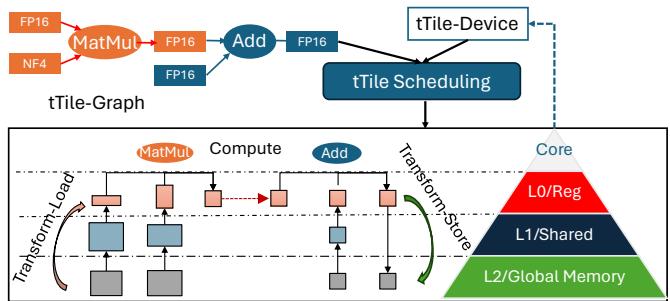 FP16
NF4
MatMul
FP16
FP16
Add
FP16
tTile-Device
tTile-Graph
tTile Scheduling
MatMul
Compute
Add
Transform-Load
Transform-Store
Core
L0/Reg
L1/Shared
L2/Global Memory